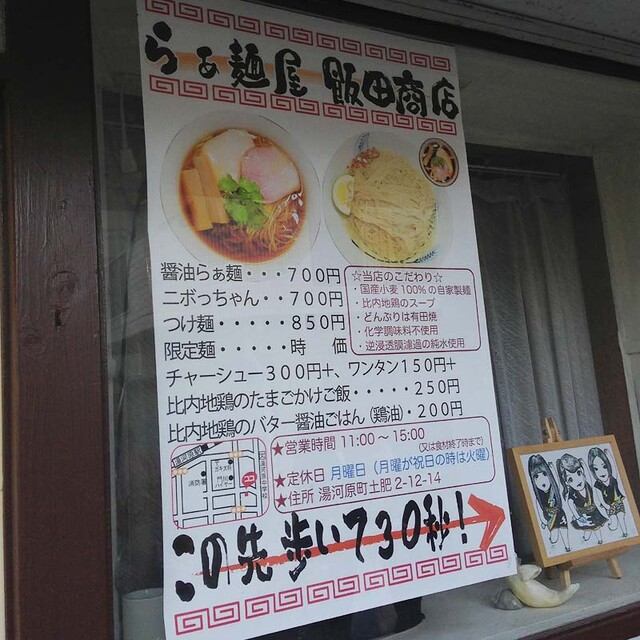 らぁ麺屋 飯田商店
醤油らぁ麺・・・700円
ニボっちゃん・・700円
つけ麺・・・・・850円
限定麺・・・・・時 価
☆当店のこだわり☆
・国産小麦100%の自家製麺
・比内地鶏のスープ
・どんぶりは有田焼
・化学調味料不使用
・逆浸透膜濾過の純水使用
チャーシュー300円+、ワンタン150円+
比内地鶏のたまごかけご飯・・・・・250円
比内地鶏のバター醤油ごはん(鶏油)・200円
消防署
★営業時間 11:00～15:00
(又は食材終了時まで)
★定休日 月曜日(月曜が祝日の時は火曜)
★住所 湯河原町土肥 2-12-14
この先歩いて30秒!